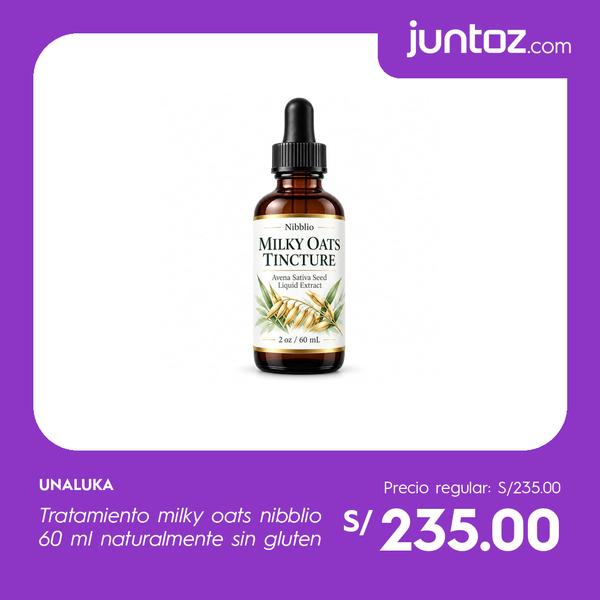 juntoz.com
Nibblio
MILKY OATS
TINCTURE
Avena Sativa Seed
Liquid Extract
2 oz / 60 mL
UNALUKA
Tratamiento milky oats nibblio
60 ml naturalmente sin gluten
Precio regular: S/235.00
S/ 235.00